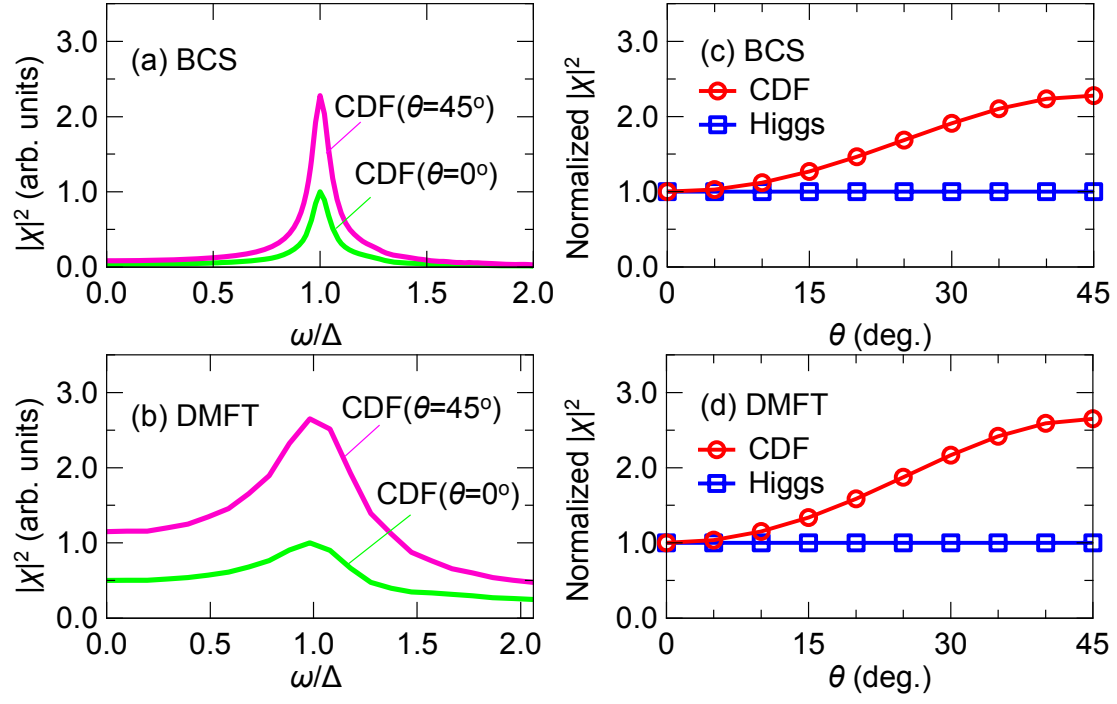 (a) BCS
CDF(θ=45°)
CDF(θ=0°)
|χ|² (arb. units)
3.0
2.0
1.0
0.0
0.0 0.5 1.0 1.5 2.0
ω/Δ
(c) BCS
CDF
Higgs
Normalized |χ|²
3.0
2.0
1.0
0.0
0 15 30 45
θ (deg.)
(b) DMFT
CDF(θ=45°)
CDF(θ=0°)
|χ|² (arb. units)
3.0
2.0
1.0
0.0
0.0 0.5 1.0 1.5 2.0
ω/Δ
(d) DMFT
CDF
Higgs
Normalized |χ|²
3.0
2.0
1.0
0.0
0 15 30 45
θ (deg.)